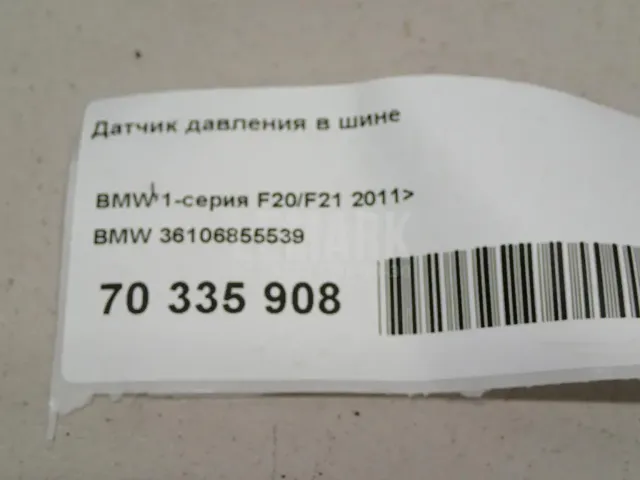 Датчик давления в шине
BMW 1-серия F20/F21 2011>
BMW 36106855539
70 335 908